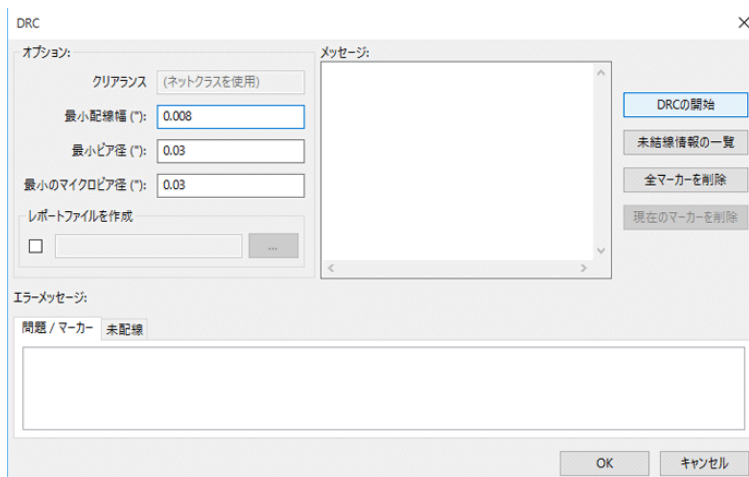 DRC
オプション:
クリアランス (ネットクラスを使用)
最小配線幅 ("): 0.008
最小ビア径 ("): 0.03
最小のマイクロビア径 ("): 0.03
レポートファイルを作成
...
メッセージ:
DRCの開始
未結線情報の一覧
全マーカーを削除
現在のマーカーを削除
エラーメッセージ:
問題 / マーカー 未配線
OK キャンセル